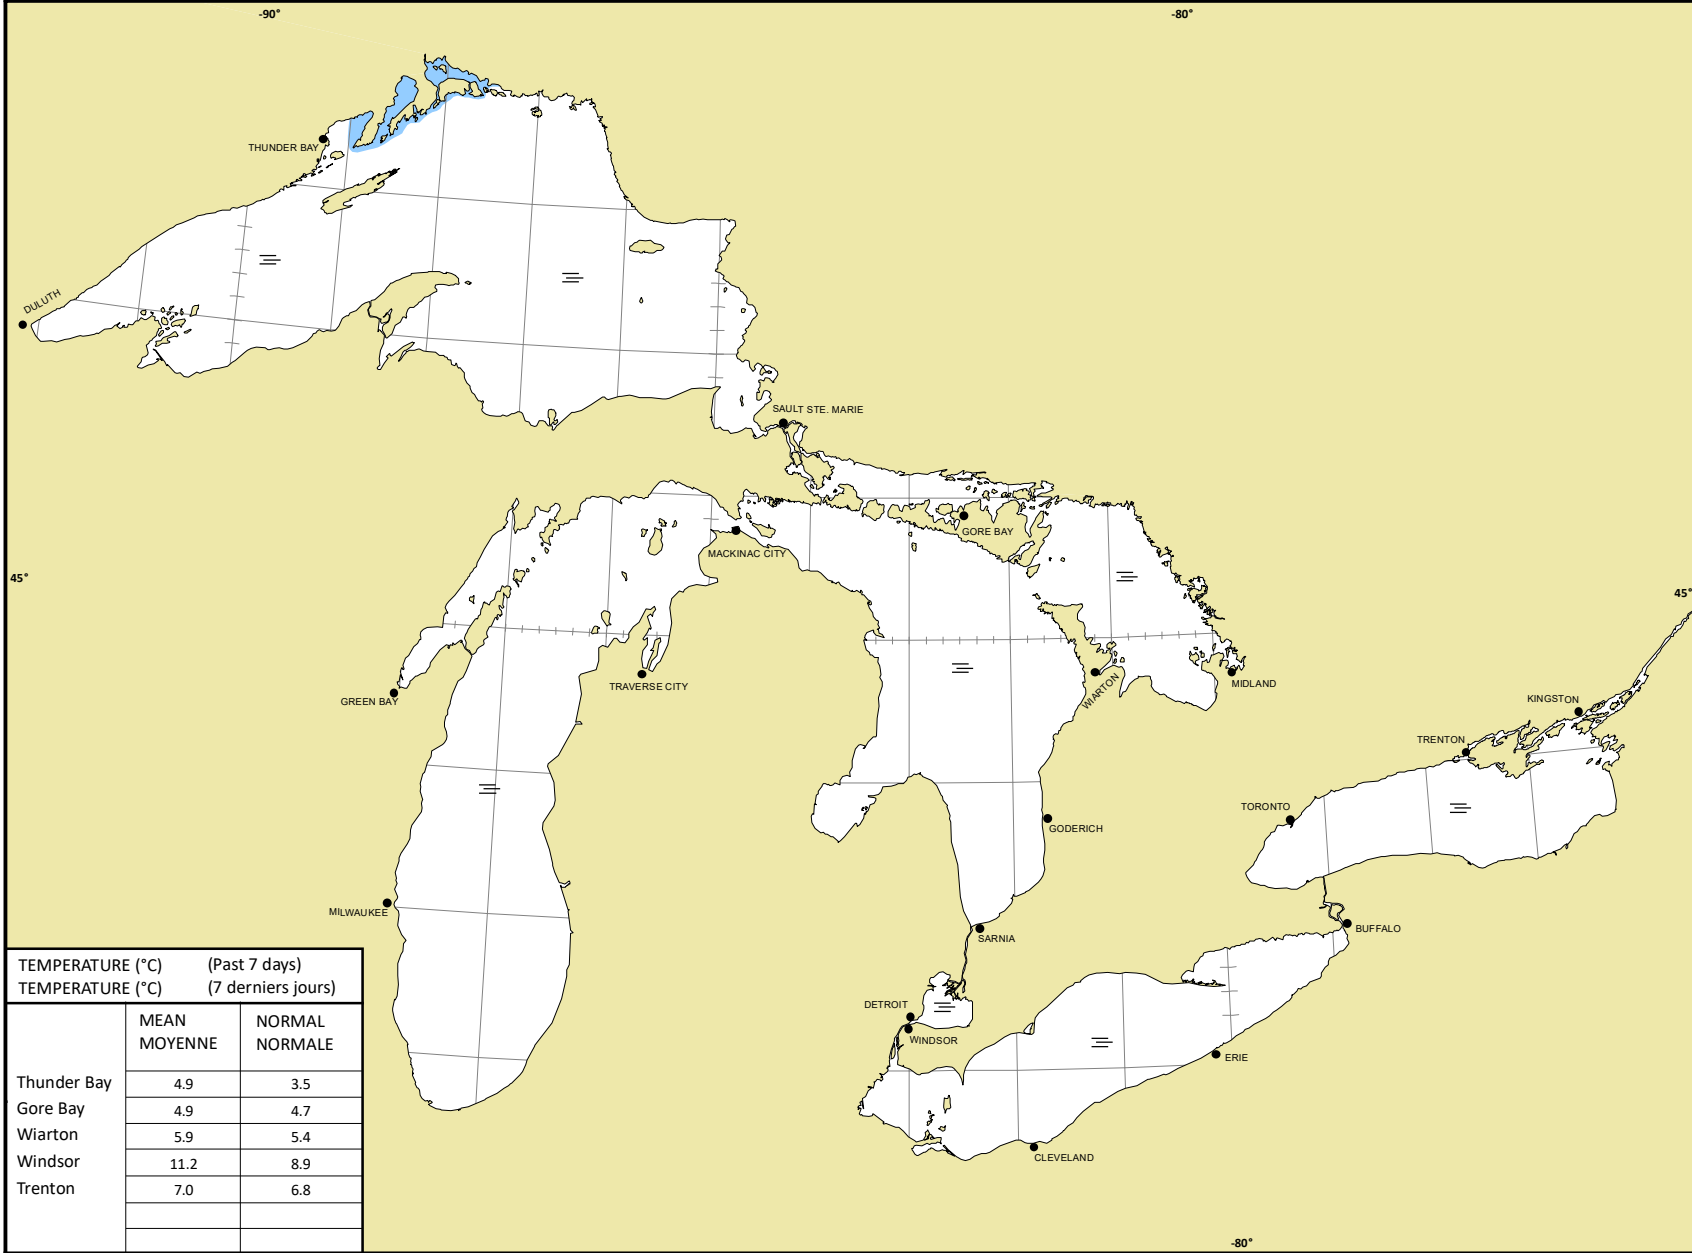 -90°
-80°
THUNDER BAY
DULUTH
SAULT STE. MARIE
GORE BAY
MACKINAC CITY
45°
45°
TRAVERSE CITY
GREEN BAY
WIARTON
MIDLAND
KINGSTON
TRENTON
TORONTO
GODERICH
MILWAUKEE
SARNIA
BUFFALO
DETROIT
WINDSOR
ERIE
CLEVELAND
-80°
TEMPERATURE (°C) (Past 7 days)
TEMPERATURE (°C) (7 derniers jours)
MEAN NORMAL
MOYENNE NORMALE
Thunder Bay 4.9 3.5
Gore Bay 4.9 4.7
Wiarton 5.9 5.4
Windsor 11.2 8.9
Trenton 7.0 6.8